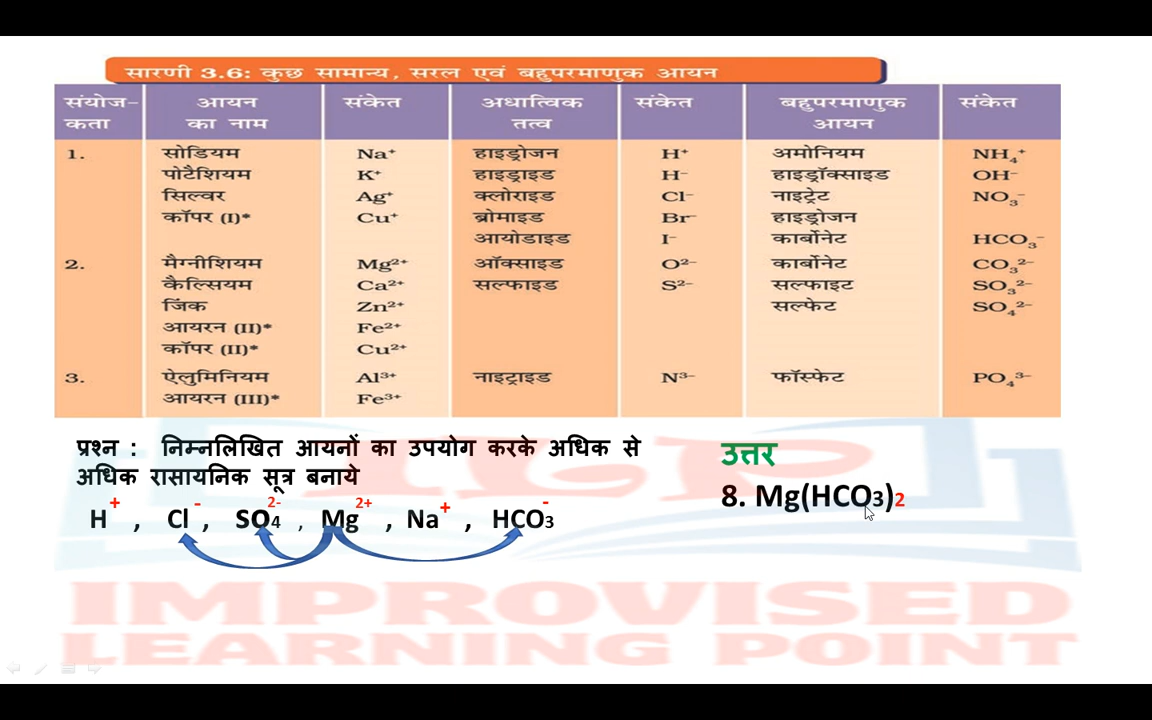 सारणी 3.6: कुछ सामान्य, सरल एवं बहुपरमाणुक आयन
संयोज- आयन संकेत अधात्विक संकेत बहुपरमाणुक संकेत
कता का नाम तत्व आयन
1. सोडियम Na⁺ हाइड्रोजन H⁺ अमोनियम NH₄⁺
पोटैशियम K⁺ हाइड्राइड H⁻ हाइड्रॉक्साइड OH⁻
सिल्वर Ag⁺ क्लोराइड Cl⁻ नाइट्रेट NO₃⁻
कॉपर (I)* Cu⁺ ब्रोमाइड Br⁻ हाइड्रोजन
आयोडाइड I⁻ कार्बोनेट HCO₃⁻
2. मैग्नीशियम Mg²⁺ ऑक्साइड O²⁻ कार्बोनेट CO₃²⁻
कैल्सियम Ca²⁺ सल्फाइड S²⁻ सल्फाइट SO₃²⁻
जिंक Zn²⁺ सल्फेट SO₄²⁻
आयरन (II)* Fe²⁺
कॉपर (II)* Cu²⁺
3. ऐलुमिनियम Al³⁺ नाइट्राइड N³⁻ फॉस्फेट PO₄³⁻
आयरन (III)* Fe³⁺
प्रश्न : निम्नलिखित आयनों का उपयोग करके अधिक से
अधिक रासायनिक सूत्र बनाये
H⁺ , Cl⁻ , SO₄²⁻ , Mg²⁺ , Na⁺ , HCO₃⁻
उत्तर
8. Mg(HCO₃)₂
ILP
IMPROVISED
LEARNING POINT